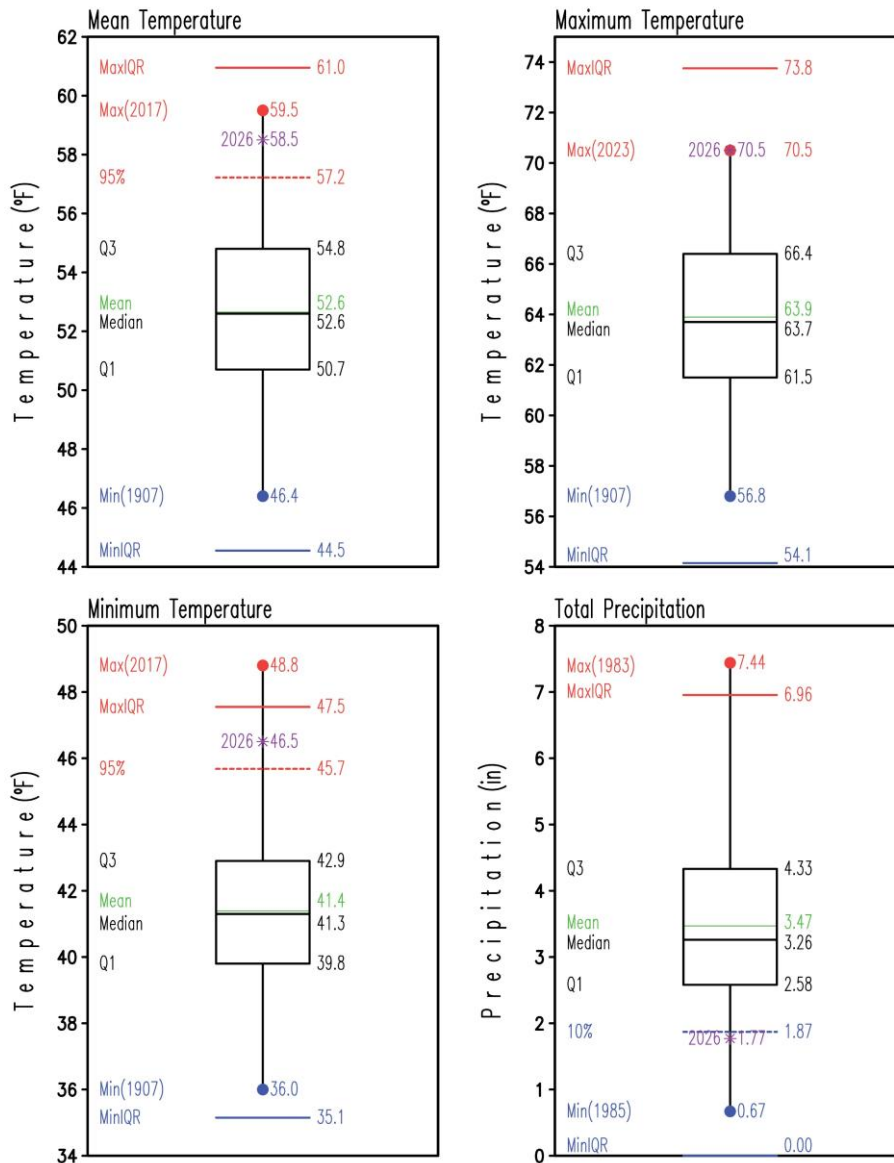 Mean Temperature
Temperature (ºF)
62
60
58
56
54
52
50
48
46
44
MaxIQR 61.0
Max(2017) 59.5
2026 58.5
95% 57.2
Q3 54.8
Mean 52.6
Median 52.6
Q1 50.7
Min(1907) 46.4
MinIQR 44.5
Maximum Temperature
Temperature (ºF)
74
72
70
68
66
64
62
60
58
56
54
MaxIQR 73.8
Max(2023) 2026 70.5 70.5
Q3 66.4
Mean 63.9
Median 63.7
Q1 61.5
Min(1907) 56.8
MinIQR 54.1
Minimum Temperature
Temperature (ºF)
50
48
46
44
42
40
38
36
34
Max(2017) 48.8
MaxIQR 47.5
2026 46.5
95% 45.7
Q3 42.9
Mean 41.4
Median 41.3
Q1 39.8
Min(1907) 36.0
MinIQR 35.1
Total Precipitation
Precipitation (in)
8
7
6
5
4
3
2
1
0
Max(1983) 7.44
MaxIQR 6.96
Q3 4.33
Mean 3.47
Median 3.26
Q1 2.58
10% 1.87
2026 1.77
Min(1985) 0.67
MinIQR 0.00